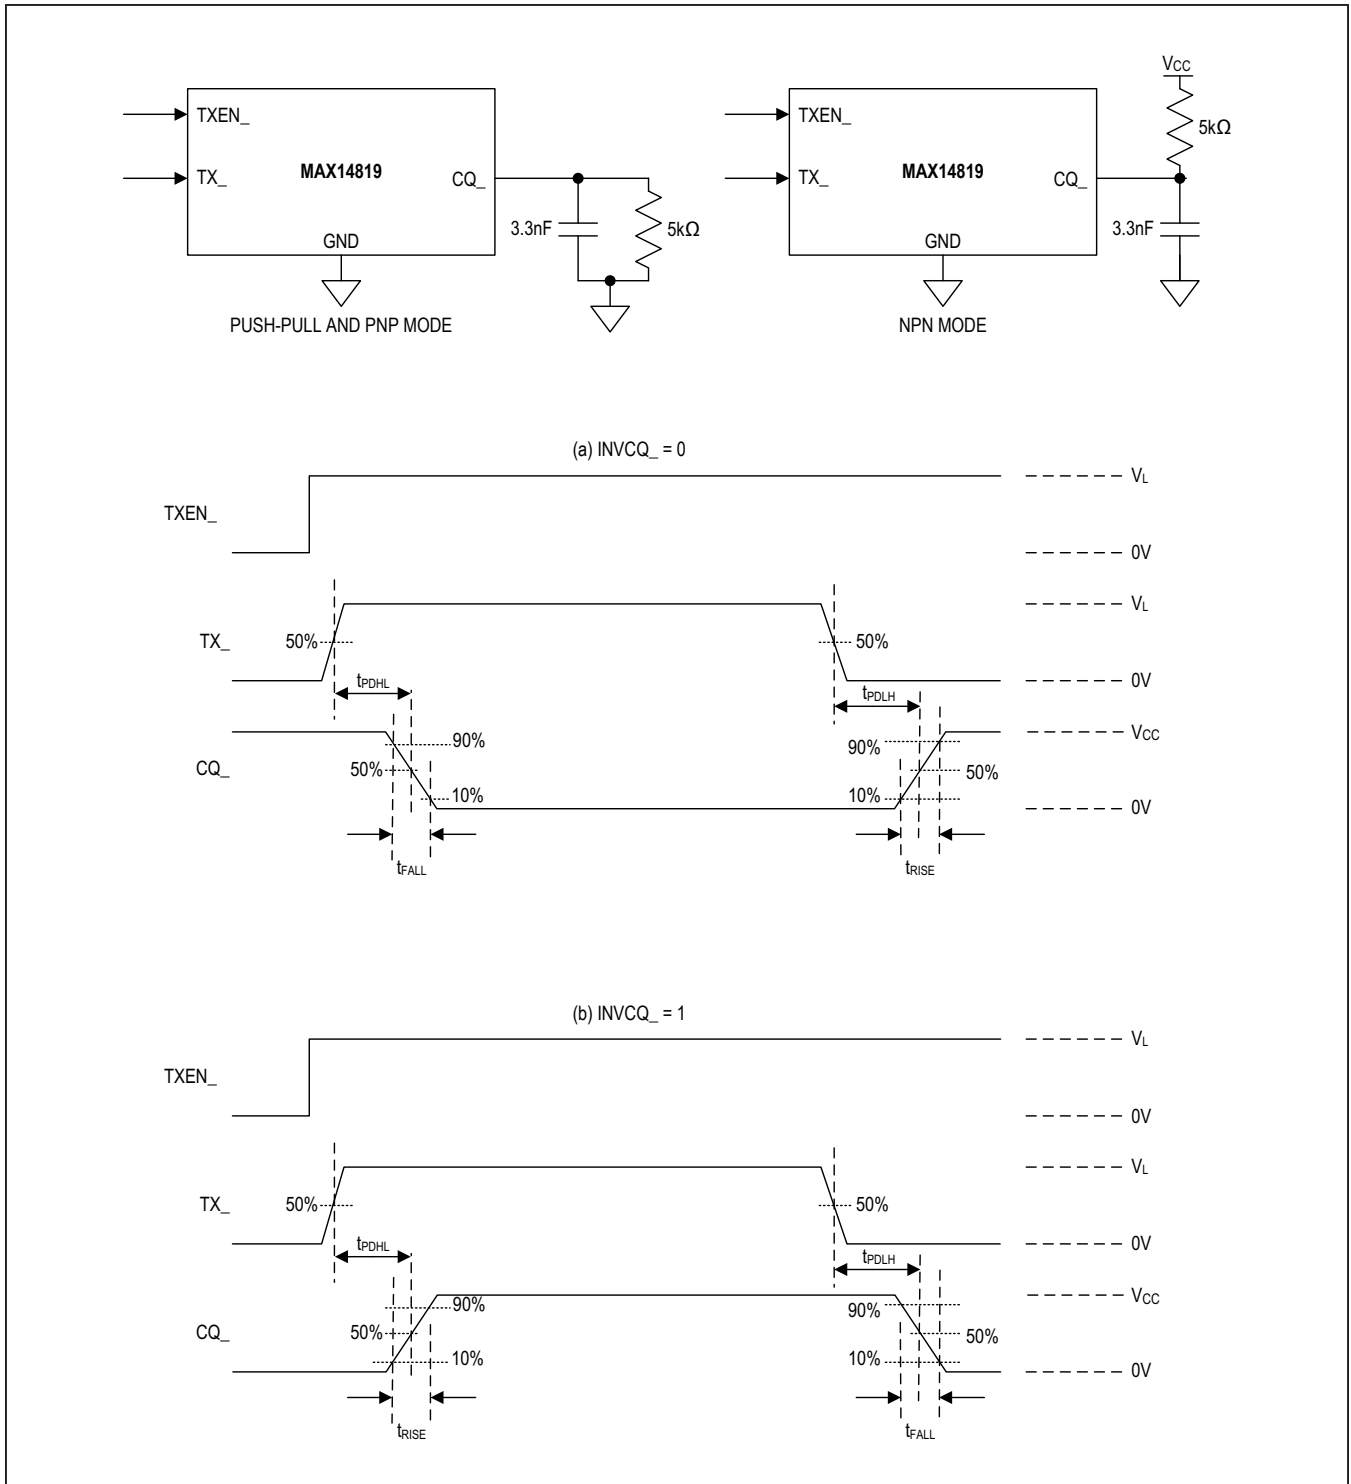 VCC
TXEN_
TX_
MAX14819
CQ_
GND
3.3nF
5kΩ
PUSH-PULL AND PNP MODE
TXEN_
TX_
MAX14819
CQ_
GND
5kΩ
3.3nF
NPN MODE
(a) INVCQ_ = 0
TXEN_
VL
0V
TX_
50%
50%
VL
0V
tPDHL
tPDLH
CQ_
90%
50%
10%
90%
50%
10%
VCC
0V
tFALL
tRISE
(b) INVCQ_ = 1
TXEN_
VL
0V
TX_
50%
50%
VL
0V
tPDHL
tPDLH
CQ_
90%
50%
10%
90%
50%
10%
VCC
0V
tRISE
tFALL